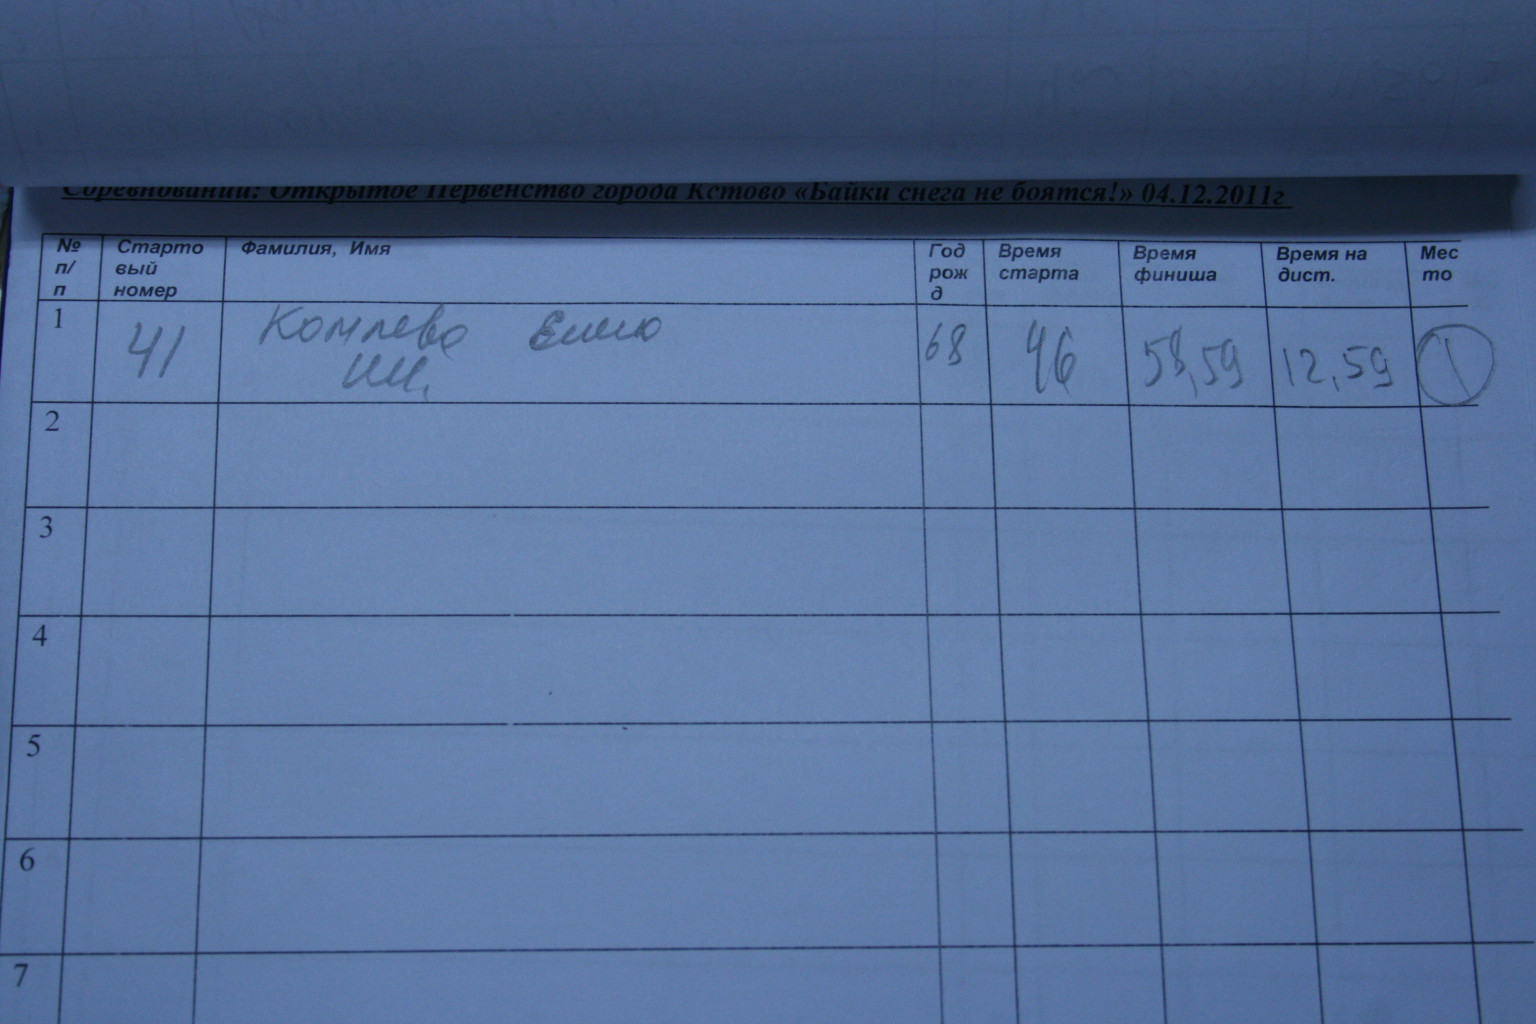 Соревнований: Открытое Первенство города Кстово «Байки снега не боятся!» 04.12.2011г
№ п/п Стартовый номер Фамилия, Имя Год рожд Время старта Время финиша Время на дист. Место
1 41 Комлева 68 46 58,59 12,59 1
2
3
4
5
6
7